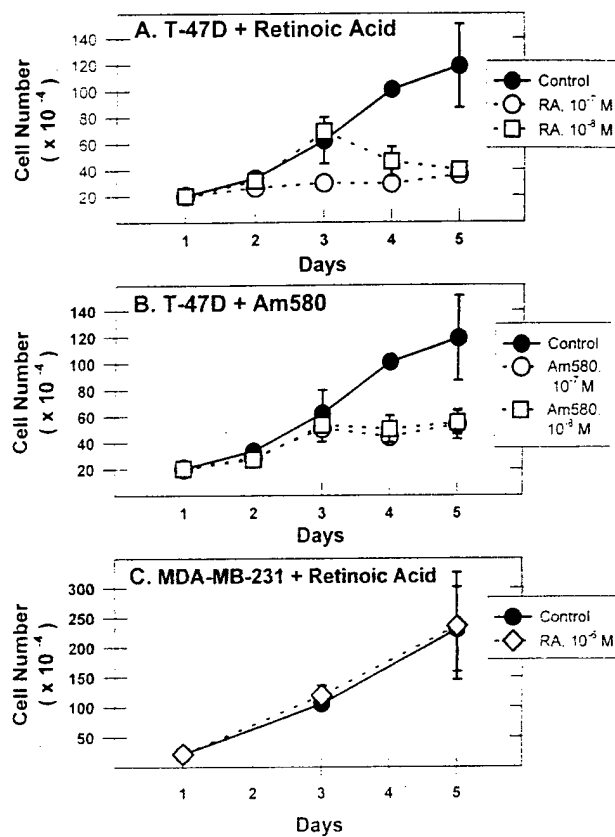 A. T-47D + Retinoic Acid
140
120
100
80
60
40
20
Cell Number
( x 10⁻⁴ )
1 2 3 4 5
Days
Control
RA. 10⁻⁷ M
RA. 10⁻⁸ M
B. T-47D + Am580
140
120
100
80
60
40
20
Cell Number
( x 10⁻⁴ )
1 2 3 4 5
Days
Control
Am580.
10⁻⁷ M
Am580.
10⁻⁸ M
C. MDA-MB-231 + Retinoic Acid
300
250
200
150
100
50
Cell Number
( x 10⁻⁴ )
1 2 3 4 5
Days
Control
RA. 10⁻⁶ M